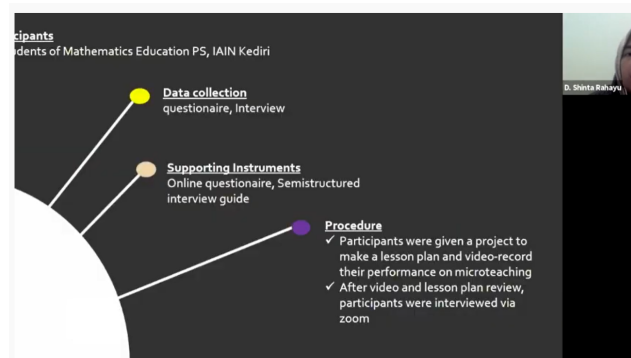 cipants
udents of Mathematics Education PS, IAIN Kediri
D. Shinta Rahayu
Data collection
questionaire, Interview
Supporting Instruments
Online questionaire, Semistructured
interview guide
Procedure
✓ Participants were given a project to
make a lesson plan and video-record
their performance on microteaching
✓ After video and lesson plan review,
participants were interviewed via
zoom